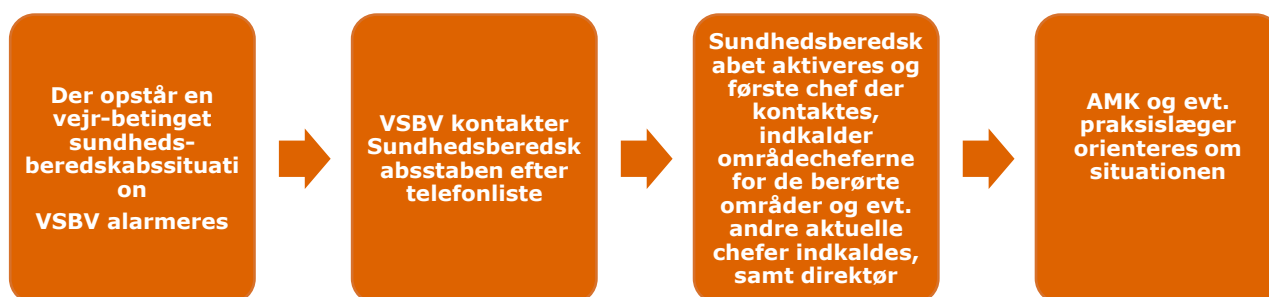 Der opstår en
vejr-betinget
sundheds-
beredskabssituati
on
VSBV alarmeres
VSBV kontakter
Sundhedsberedsk
absstaben efter
telefonliste
Sundhedsberedsk
abet aktiveres og
første chef der
kontaktes,
indkalder
områdecheferne
for de berørte
områder og evt.
andre aktuelle
chefer indkaldes,
samt direktør
AMK og evt.
praksislæger
orienteres om
situationen